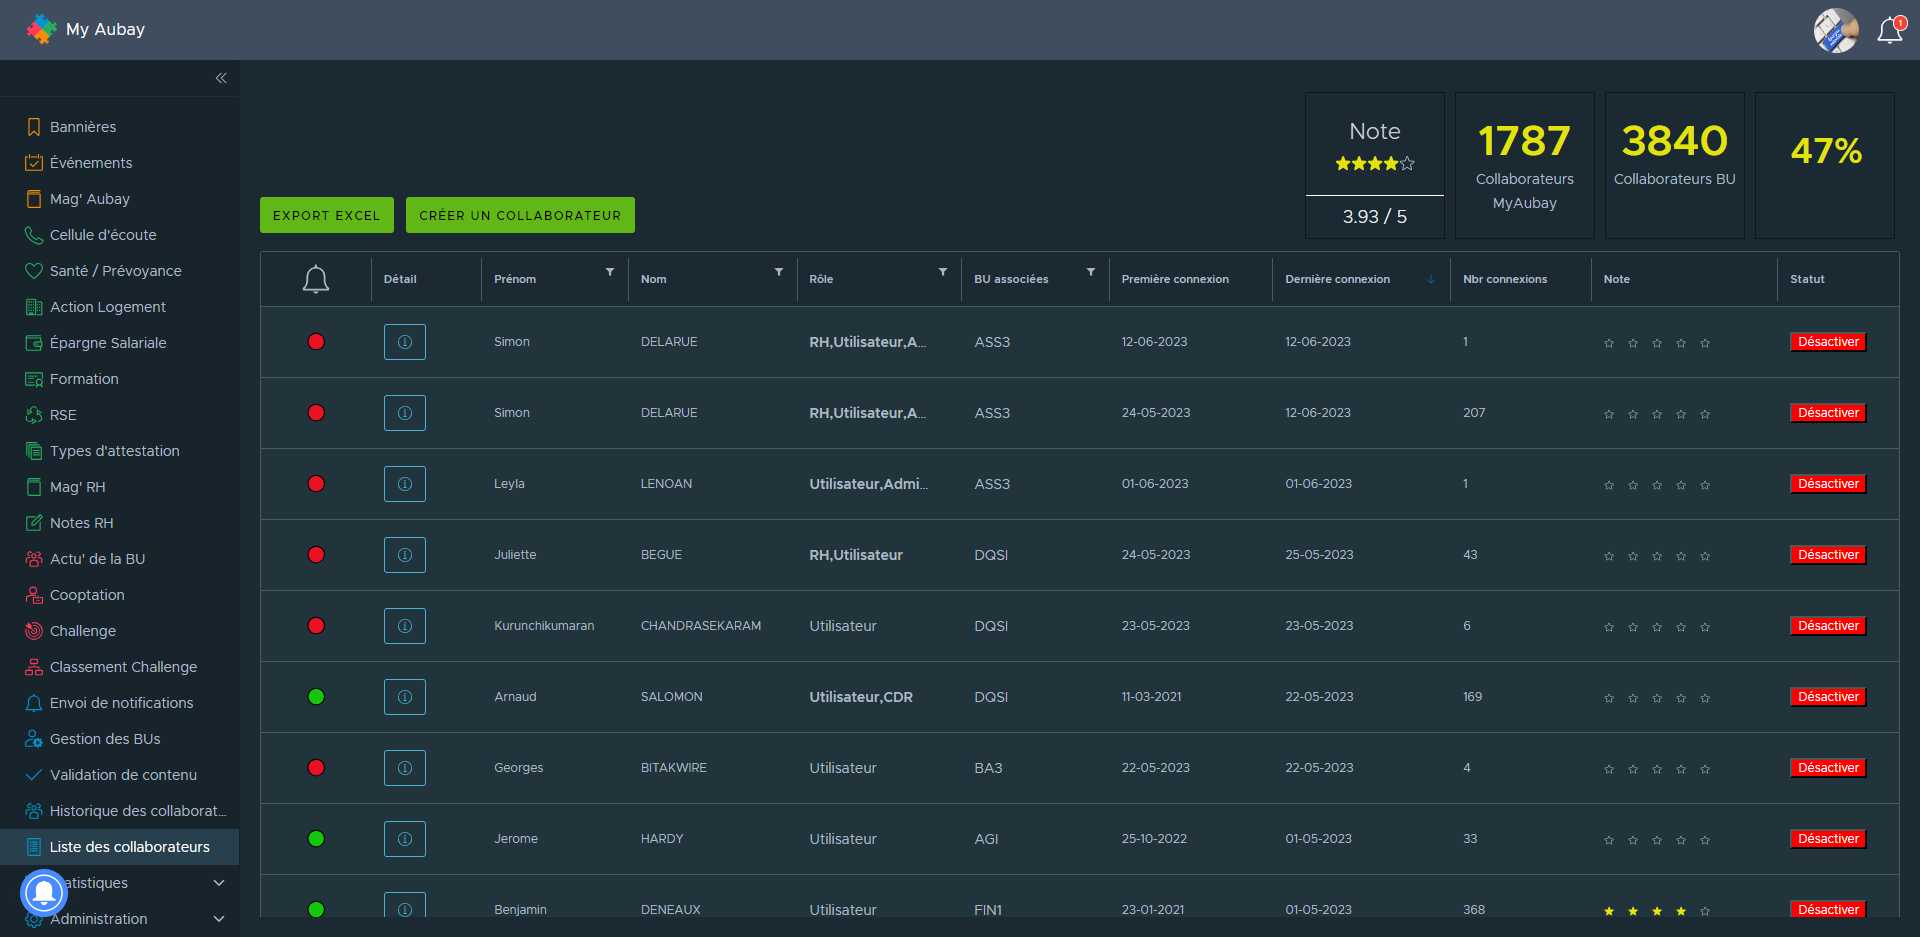 My Aubay
1
Bannières
Événements
Mag' Aubay
Cellule d'écoute
Santé / Prévoyance
Action Logement
Épargne Salariale
Formation
RSE
Types d'attestation
Mag' RH
Notes RH
Actu' de la BU
Cooptation
Challenge
Classement Challenge
Envoi de notifications
Gestion des BUs
Validation de contenu
Historique des collaborat...
Liste des collaborateurs
atistiques
Administration
Note
3.93 / 5
1787
Collaborateurs
MyAubay
3840
Collaborateurs BU
47%
EXPORT EXCEL CRÉER UN COLLABORATEUR
Détail Prénom Nom Rôle BU associées Première connexion Dernière connexion Nbr connexions Note Statut
Simon DELARUE RH,Utilisateur,A... ASS3 12-06-2023 12-06-2023 1 Désactiver
Simon DELARUE RH,Utilisateur,A... ASS3 24-05-2023 12-06-2023 207 Désactiver
Leyla LENOAN Utilisateur,Admi... ASS3 01-06-2023 01-06-2023 1 Désactiver
Juliette BEGUE RH,Utilisateur DQSI 24-05-2023 25-05-2023 43 Désactiver
Kurunchikumaran CHANDRASEKARAM Utilisateur DQSI 23-05-2023 23-05-2023 6 Désactiver
Arnaud SALOMON Utilisateur,CDR DQSI 11-03-2021 22-05-2023 169 Désactiver
Georges BITAKWIRE Utilisateur BA3 22-05-2023 22-05-2023 4 Désactiver
Jerome HARDY Utilisateur AGI 25-10-2022 01-05-2023 33 Désactiver
Benjamin DENEAUX Utilisateur FIN1 23-01-2021 01-05-2023 368 Désactiver